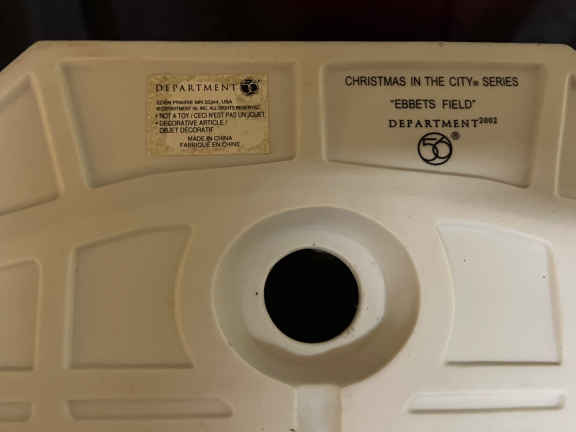 DEPARTMENT 56
EDEN PRAIRIE MN 55344, USA
©DEPARTMENT 56, INC. ALL RIGHTS RESERVED.
• NOT A TOY / CECI N'EST PAS UN JOUET.
• DECORATIVE ARTICLE /
OBJET DÉCORATIF
MADE IN CHINA
FABRIQUÉ EN CHINE
CHRISTMAS IN THE CITY® SERIES
"EBBETS FIELD"
DEPARTMENT 2002
56®